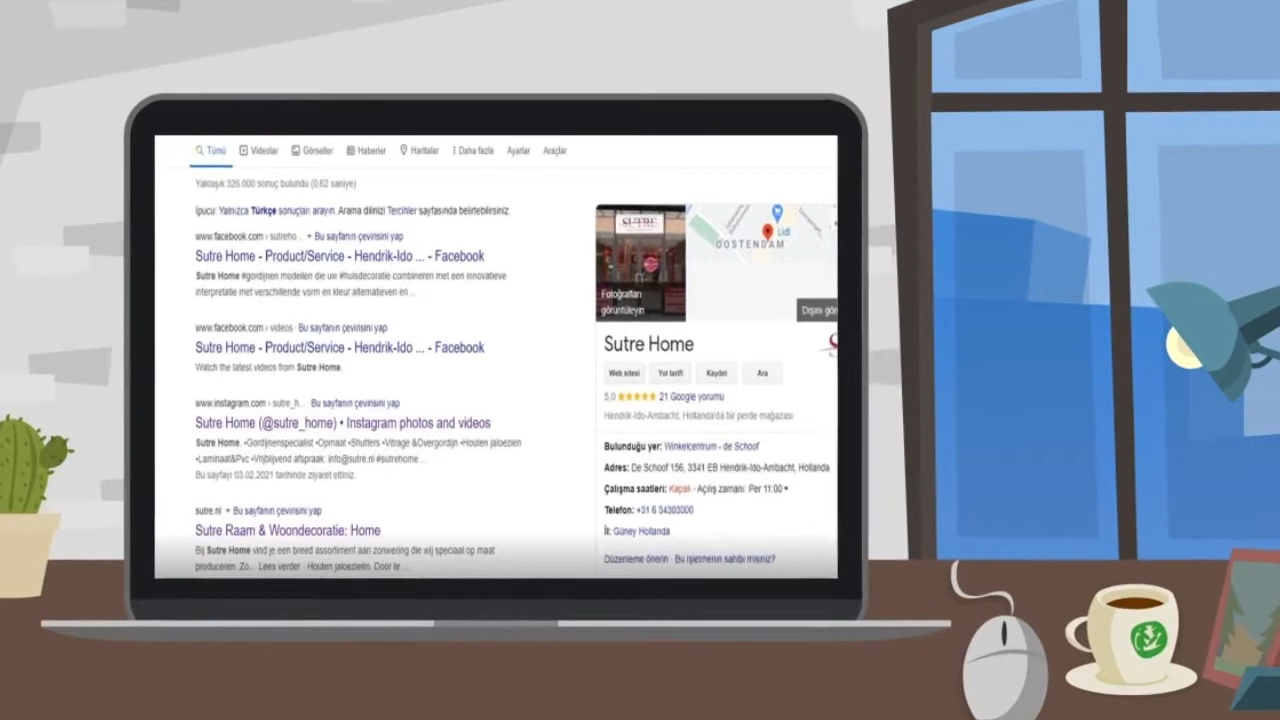 Tümü Videolar Görseller Haberler Haritalar Daha fazla Ayarlar Araçlar
Yaklaşık 326.000 sonuç bulundu (0,62 saniye)
İpucu: Yalnızca Türkçe sonuçları arayın. Arama dilinizi Tercihler sayfasında belirtebilirsiniz.
www.facebook.com › sutreho... Bu sayfanın çevirisini yap
Sutre Home - Product/Service - Hendrik-Ido ... - Facebook
Sutre Home #gordijnen modellen die uw #huisdecoratie combineren met een innovatieve
interpretatie met verschillende vorm en kleur alternatieven en ...
www.facebook.com › videos · Bu sayfanın çevirisini yap
Sutre Home - Product/Service - Hendrik-Ido ... - Facebook
Watch the latest videos from Sutre Home.
www.instagram.com › sutre_h... · Bu sayfanın çevirisini yap
Sutre Home (@sutre_home) • Instagram photos and videos
Sutre Home. •Gordijnenspecialist •Opmaat •Shutters •Vitrage &Overgordijn •Houten jaloezien
•Laminaat&Pvc •Vrijblijvend afspraak: info@sutre.nl #sutrehome ...
Bu sayfayı 03.02.2021 tarihinde ziyaret ettiniz.
sutre.nl Bu sayfanın çevirisini yap
Sutre Raam & Woondecoratie: Home
Bij Sutre Home vind je een breed assortiment aan zonwering die wij speciaal op maat
produceren. Zo... Lees verder · Houten jaloezieën. Door te ...
SUTRE
Lidl
OOSTENDAM
Fotoğrafları
görüntüleyin
Dışını gör
Sutre Home
Web sitesi Yol tarifi Kaydet Ara
5,0 21 Google yorumu
Hendrik-Ido-Ambacht, Hollanda'da bir perde mağazası
Bulunduğu yer: Winkelcentrum - de Schoof
Adres: De Schoof 156, 3341 EB Hendrik-Ido-Ambacht, Hollanda
Çalışma saatleri: Kapalı · Açılış zamanı: Per 11:00
Telefon: +31 6 34303000
İl: Güney Hollanda
Düzenleme önerin · Bu işletmenin sahibi misiniz?